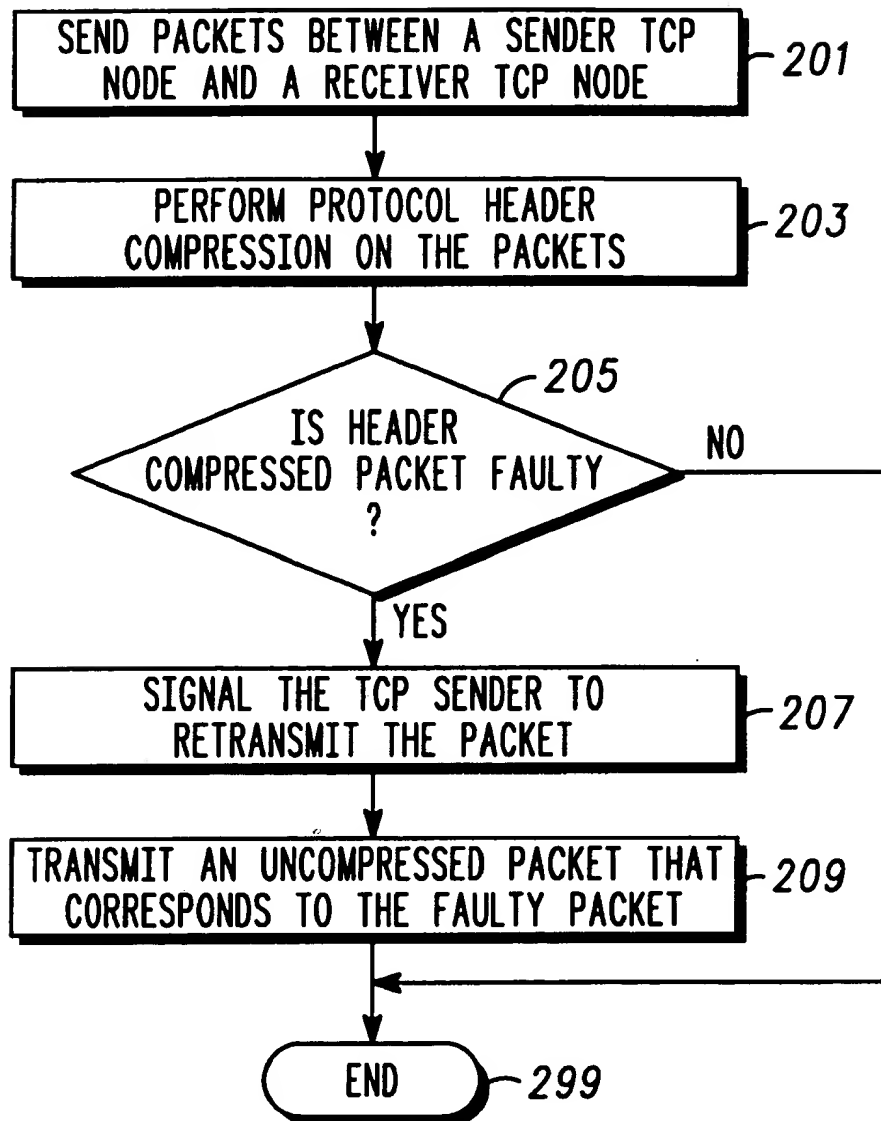 SEND PACKETS BETWEEN A SENDER TCP
NODE AND A RECEIVER TCP NODE
201
PERFORM PROTOCOL HEADER
COMPRESSION ON THE PACKETS
203
205
IS HEADER
COMPRESSED PACKET FAULTY
?
NO
YES
SIGNAL THE TCP SENDER TO
RETRANSMIT THE PACKET
207
TRANSMIT AN UNCOMPRESSED PACKET THAT
CORRESPONDS TO THE FAULTY PACKET
209
END
299